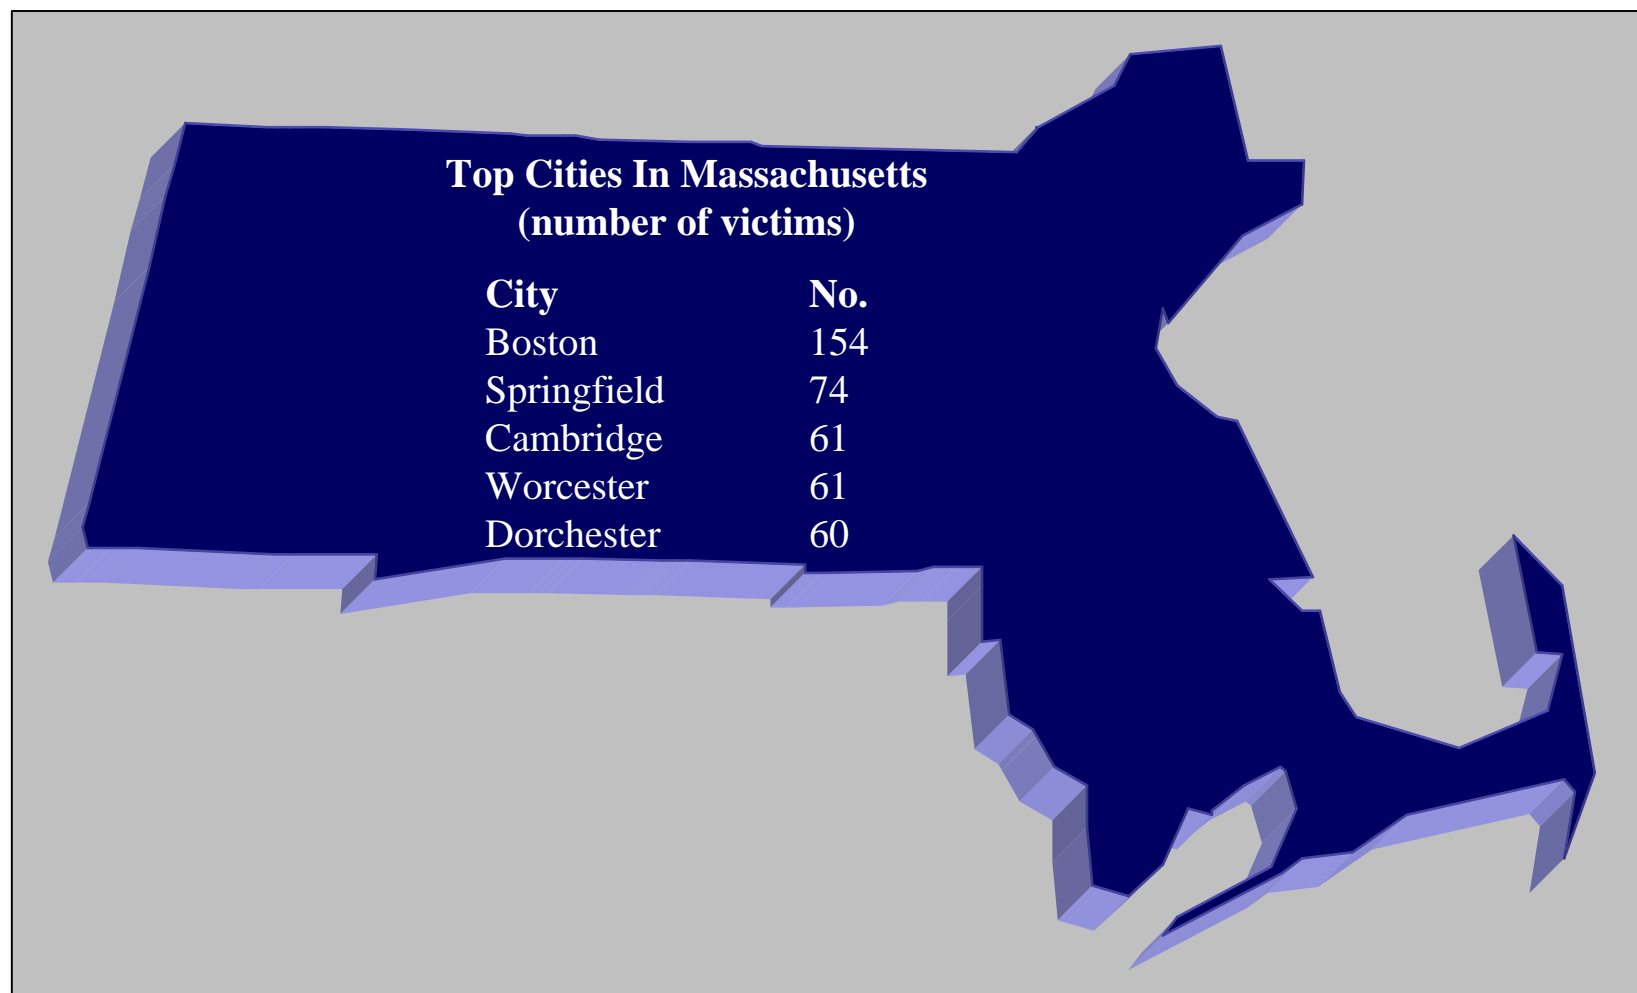 Top Cities In Massachusetts
(number of victims)
City No.
Boston 154
Springfield 74
Cambridge 61
Worcester 61
Dorchester 60